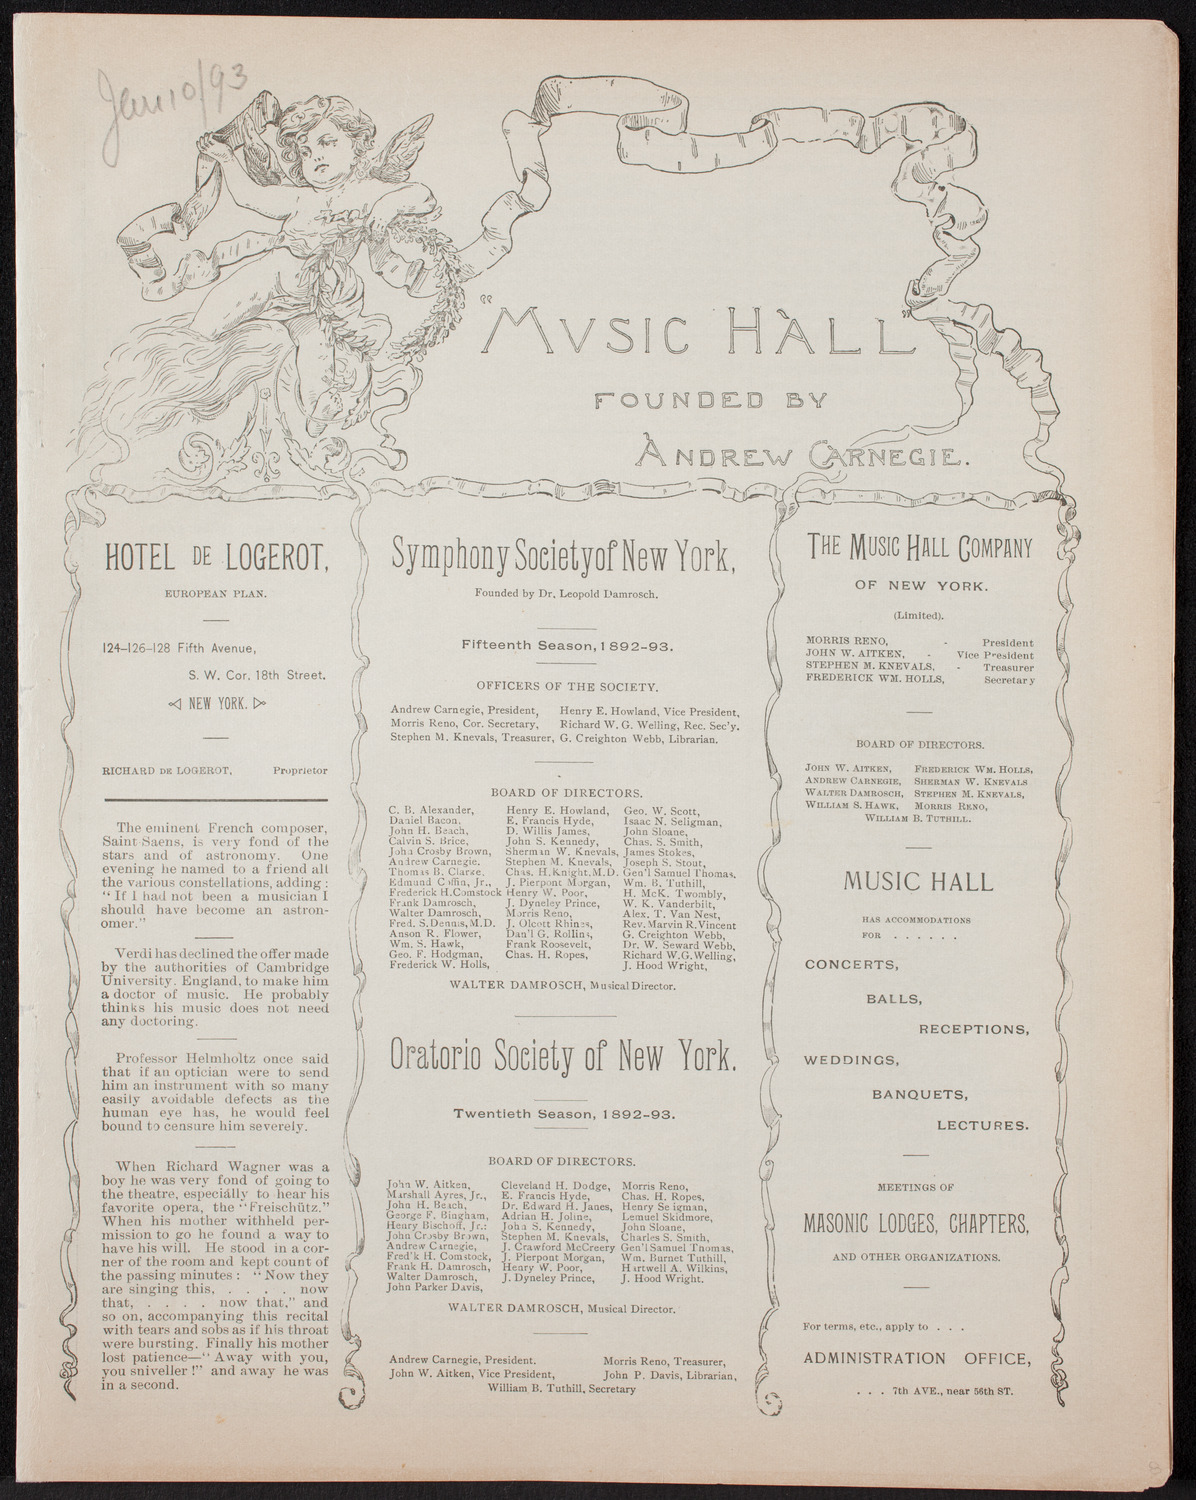 Jan 10/93
"MVSIC HALL"
FOUNDED BY
ANDREW CARNEGIE.
HOTEL DE LOGEROT,
EUROPEAN PLAN.
124–126–128 Fifth Avenue,
S. W. Cor. 18th Street.
NEW YORK.
RICHARD DE LOGEROT, Proprietor
The eminent French composer,
Saint Saens, is very fond of the
stars and of astronomy. One
evening he named to a friend all
the various constellations, adding:
"If I had not been a musician I
should have become an astron-
omer."
Verdi has declined the offer made
by the authorities of Cambridge
University, England, to make him
a doctor of music. He probably
thinks his music does not need
any doctoring.
Professor Helmholtz once said
that if an optician were to send
him an instrument with so many
easily avoidable defects as the
human eye has, he would feel
bound to censure him severely.
When Richard Wagner was a
boy he was very fond of going to
the theatre, especially to hear his
favorite opera, the "Freischütz."
When his mother withheld per-
mission to go he found a way to
have his will. He stood in a cor-
ner of the room and kept count of
the passing minutes: "Now they
are singing this, . . . . now
that, . . . . now that," and
so on, accompanying this recital
with tears and sobs as if his throat
were bursting. Finally his mother
lost patience—"Away with you,
you sniveller!" and away he was
in a second.
Symphony Society of New York,
Founded by Dr. Leopold Damrosch.
Fifteenth Season, 1892-93.
OFFICERS OF THE SOCIETY.
Andrew Carnegie, President, Henry E. Howland, Vice President,
Morris Reno, Cor. Secretary, Richard W. G. Welling, Rec. Sec'y.
Stephen M. Knevals, Treasurer, G. Creighton Webb, Librarian.
BOARD OF DIRECTORS.
C. B. Alexander, Henry E. Howland, Geo. W. Scott,
Daniel Bacon, E. Francis Hyde, Isaac N. Seligman,
John H. Beach, D. Willis James, John Sloane,
Calvin S. Brice, John S. Kennedy, Chas. S. Smith,
John Crosby Brown, Sherman W. Knevals, James Stokes,
Andrew Carnegie. Stephen M. Knevals, Joseph S. Stout,
Thomas B. Clarke. Chas. H. Knight, M.D. Gen'l Samuel Thomas.
Edmund Coffin, Jr., J. Pierpont Morgan, Wm. B. Tuthill,
Frederick H. Comstock Henry W. Poor, H. McK. Twombly,
Frank Damrosch, J. Dyneley Prince, W. K. Vanderbilt,
Walter Damrosch, Morris Reno, Alex. T. Van Nest,
Fred. S. Dennis, M.D. J. Olcott Rhines, Rev. Marvin R. Vincent
Anson R. Flower, Dan'l G. Rollins, G. Creighton Webb,
Wm. S. Hawk, Frank Roosevelt, Dr. W. Seward Webb,
Geo. F. Hodgman, Chas. H. Ropes, Richard W.G. Welling,
Frederick W. Holls, J. Hood Wright,
WALTER DAMROSCH, Musical Director.
Oratorio Society of New York.
Twentieth Season, 1892-93.
BOARD OF DIRECTORS.
John W. Aitken, Cleveland H. Dodge, Morris Reno,
Marshall Ayres, Jr., E. Francis Hyde, Chas. H. Ropes,
John H. Beach, Dr. Edward H. Janes, Henry Seligman,
George F. Bingham, Adrian H. Joline, Lemuel Skidmore,
Henry Bischoff, Jr.: John S. Kennedy, John Sloane,
John Crosby Brown, Stephen M. Knevals, Charles S. Smith,
Andrew Carnegie, J. Crawford McCreery Gen'l Samuel Thomas,
Fred'k H. Comstock, J. Pierpont Morgan, Wm. Burnet Tuthill,
Frank H. Damrosch, Henry W. Poor, Hartwell A. Wilkins,
Walter Damrosch, J. Dyneley Prince, J. Hood Wright.
John Parker Davis,
WALTER DAMROSCH, Musical Director.
Andrew Carnegie, President. Morris Reno, Treasurer,
John W. Aitken, Vice President, John P. Davis, Librarian,
William B. Tuthill, Secretary
THE MUSIC HALL COMPANY
OF NEW YORK.
(Limited).
MORRIS RENO, - President
JOHN W. AITKEN, - Vice President
STEPHEN M. KNEVALS, - Treasurer
FREDERICK WM. HOLLS, Secretary
BOARD OF DIRECTORS.
JOHN W. AITKEN, FREDERICK WM. HOLLS,
ANDREW CARNEGIE, SHERMAN W. KNEVALS
WALTER DAMROSCH, STEPHEN M. KNEVALS,
WILLIAM S. HAWK, MORRIS RENO,
WILLIAM B. TUTHILL.
MUSIC HALL
HAS ACCOMMODATIONS
FOR . . . . . .
CONCERTS,
BALLS,
RECEPTIONS,
WEDDINGS,
BANQUETS,
LECTURES.
MEETINGS OF
MASONIC LODGES, CHAPTERS,
AND OTHER ORGANIZATIONS.
For terms, etc., apply to . . .
ADMINISTRATION OFFICE,
. . . 7th AVE., near 56th ST.